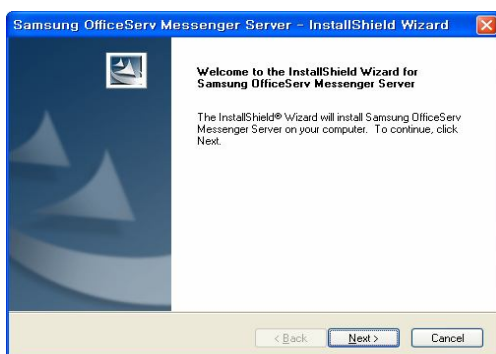 Samsung OfficeServ Messenger Server - InstallShield Wizard
Welcome to the InstallShield Wizard for
Samsung OfficeServ Messenger Server
The InstallShield® Wizard will install Samsung OfficeServ
Messenger Server on your computer. To continue, click
Next.
< Back
Next >
Cancel